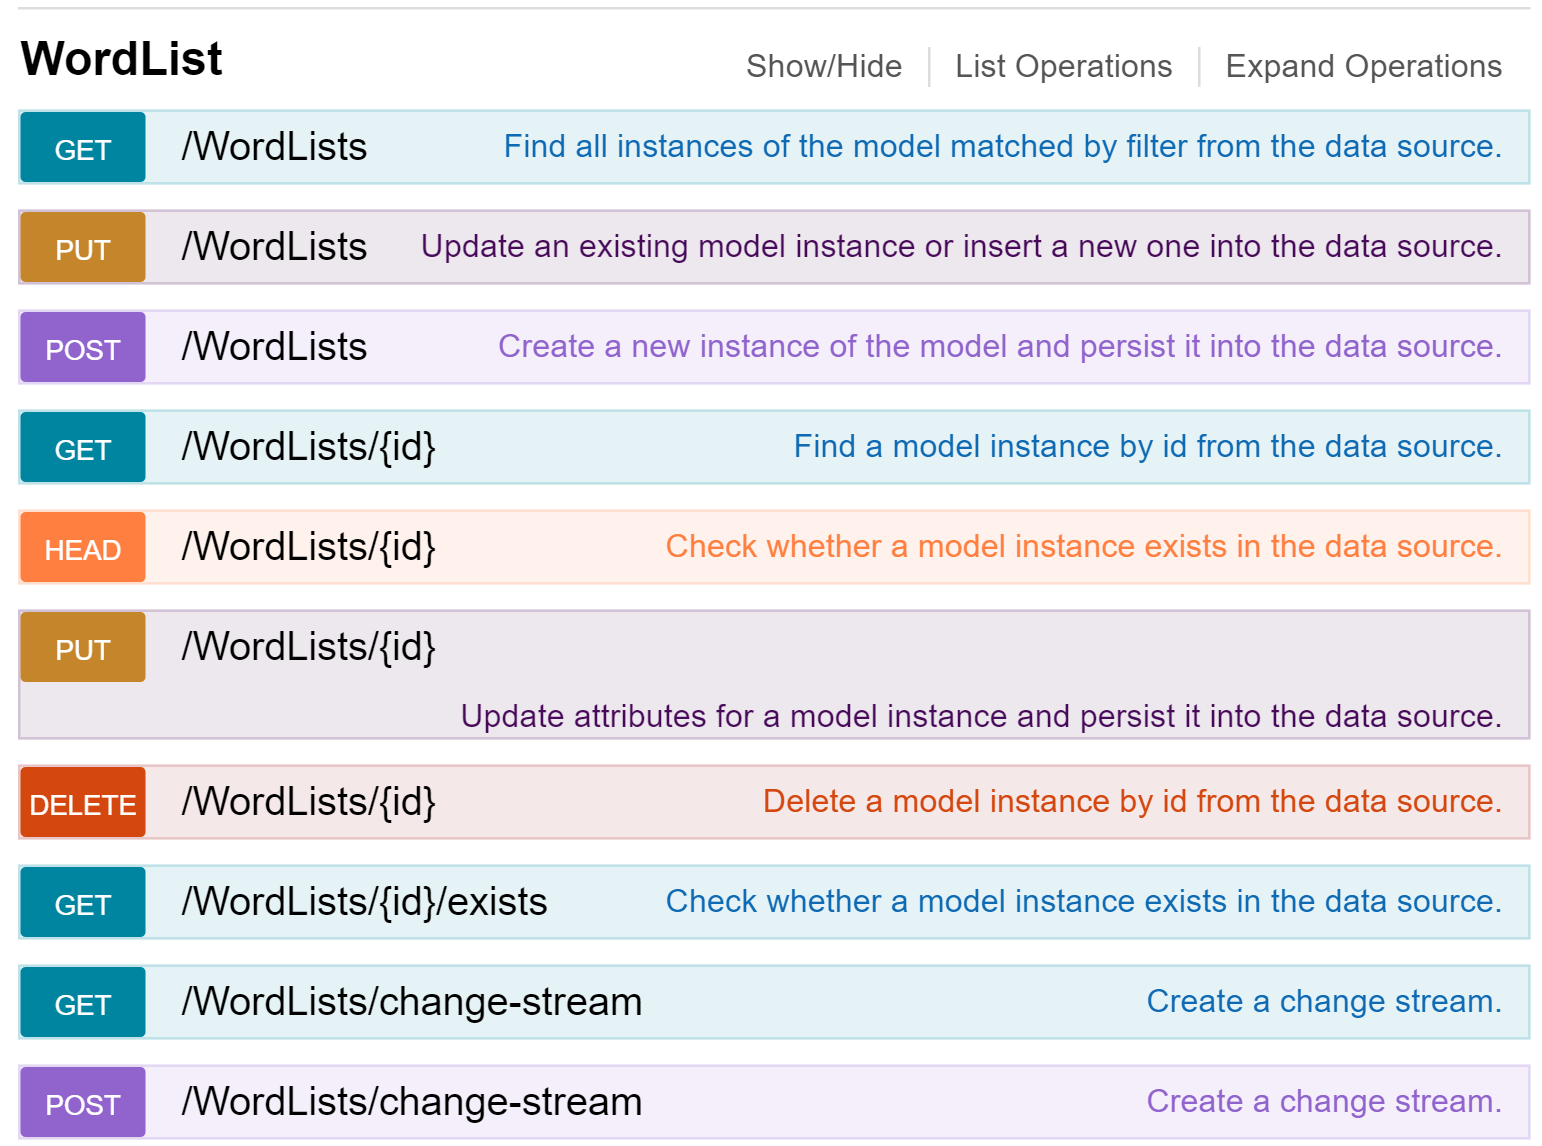 WordList Show/Hide List Operations Expand Operations
GET /WordLists Find all instances of the model matched by filter from the data source.
PUT /WordLists Update an existing model instance or insert a new one into the data source.
POST /WordLists Create a new instance of the model and persist it into the data source.
GET /WordLists/{id} Find a model instance by id from the data source.
HEAD /WordLists/{id} Check whether a model instance exists in the data source.
PUT /WordLists/{id}
Update attributes for a model instance and persist it into the data source.
DELETE /WordLists/{id} Delete a model instance by id from the data source.
GET /WordLists/{id}/exists Check whether a model instance exists in the data source.
GET /WordLists/change-stream Create a change stream.
POST /WordLists/change-stream Create a change stream.